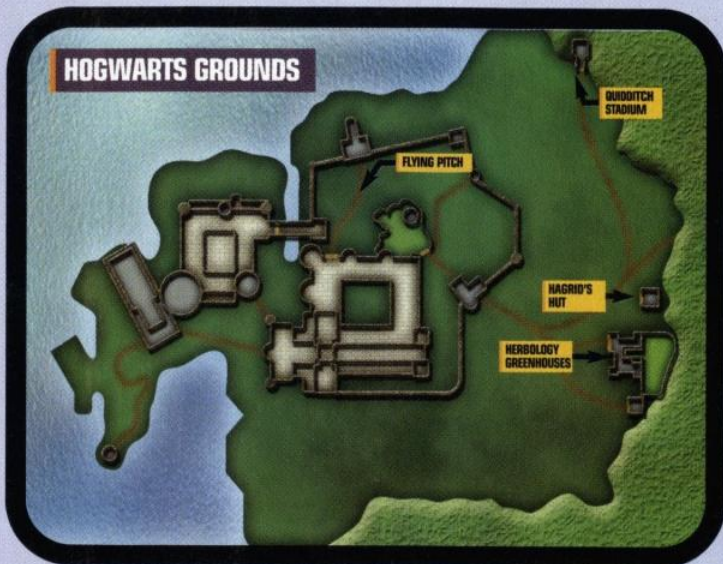 HOGWARTS GROUNDS
QUIDDITCH
STADIUM
FLYING PITCH
HAGRID'S
HUT
HERBOLOGY
GREENHOUSES